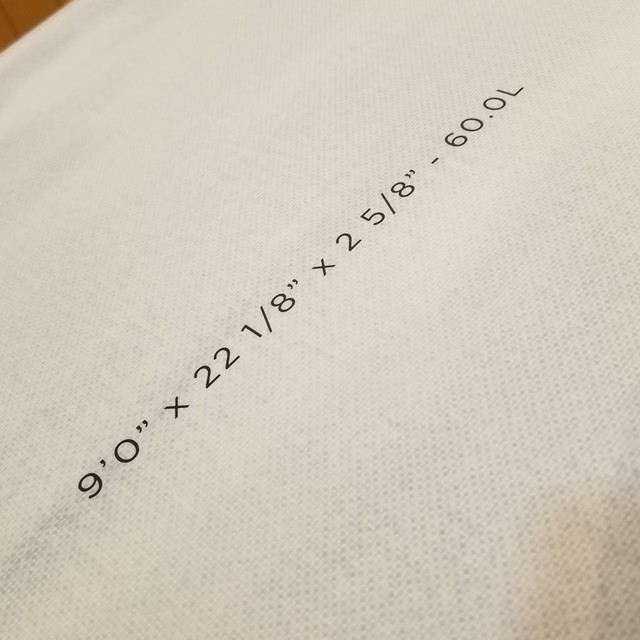 9’0” x 22 1/8” x 2 5/8” - 60.0L